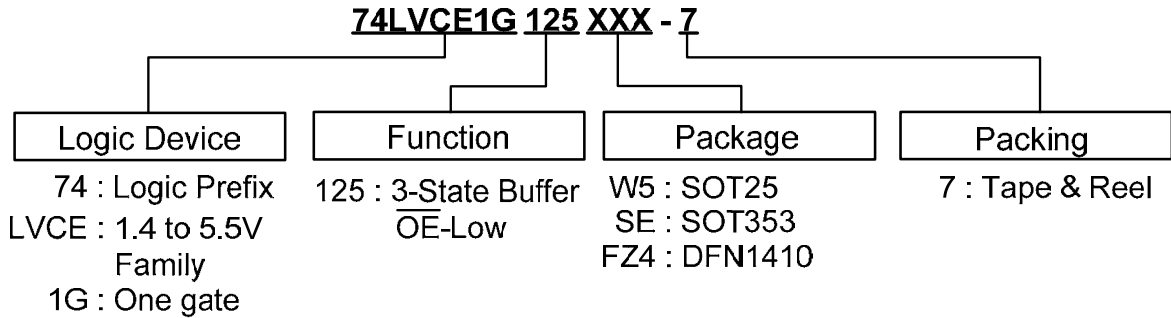 74LVCE1G 125 XXX - 7
Logic Device
74 : Logic Prefix
LVCE : 1.4 to 5.5V
Family
1G : One gate
Function
125 : 3-State Buffer
O̅E̅-Low
Package
W5 : SOT25
SE : SOT353
FZ4 : DFN1410
Packing
7 : Tape & Reel